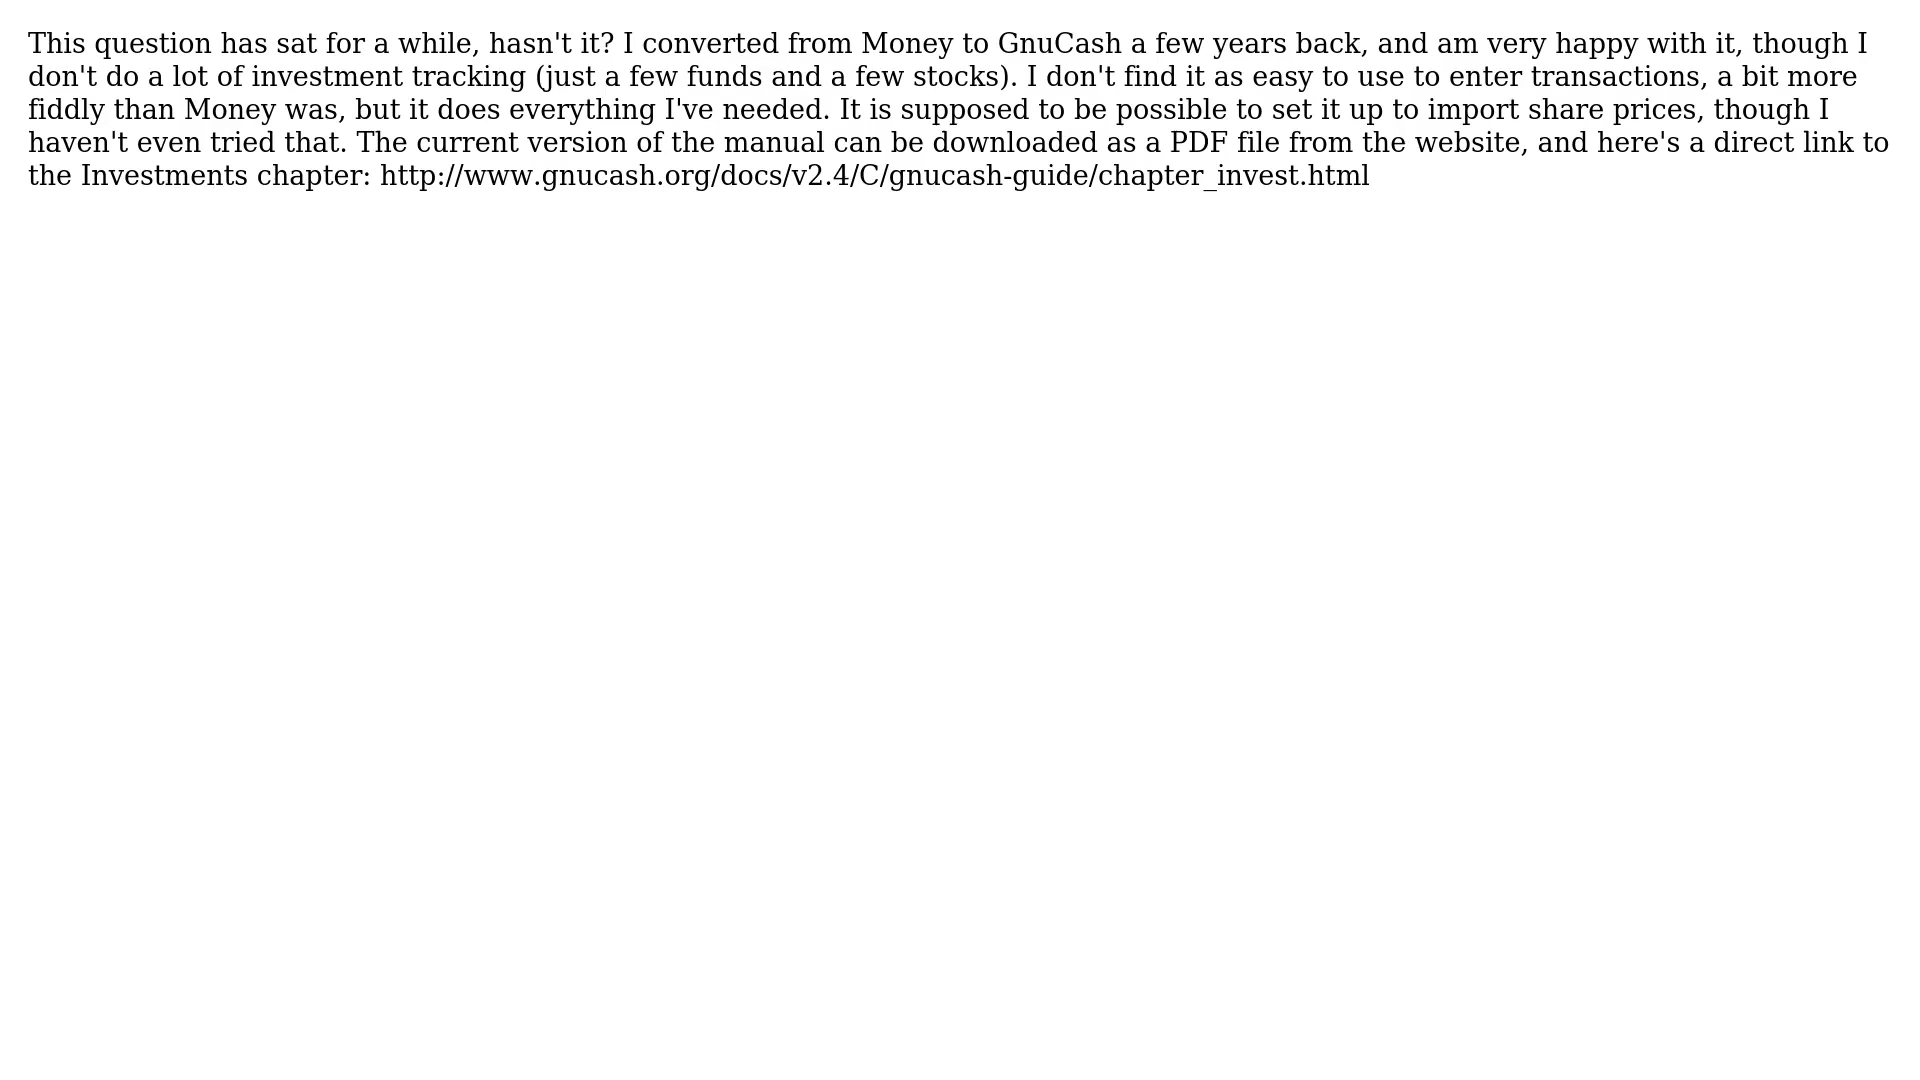 This question has sat for a while, hasn't it? I converted from Money to GnuCash a few years back, and am very happy with it, though I
don't do a lot of investment tracking (just a few funds and a few stocks). I don't find it as easy to use to enter transactions, a bit more
fiddly than Money was, but it does everything I've needed. It is supposed to be possible to set it up to import share prices, though I
haven't even tried that. The current version of the manual can be downloaded as a PDF file from the website, and here's a direct link to
the Investments chapter: http://www.gnucash.org/docs/v2.4/C/gnucash-guide/chapter_invest.html